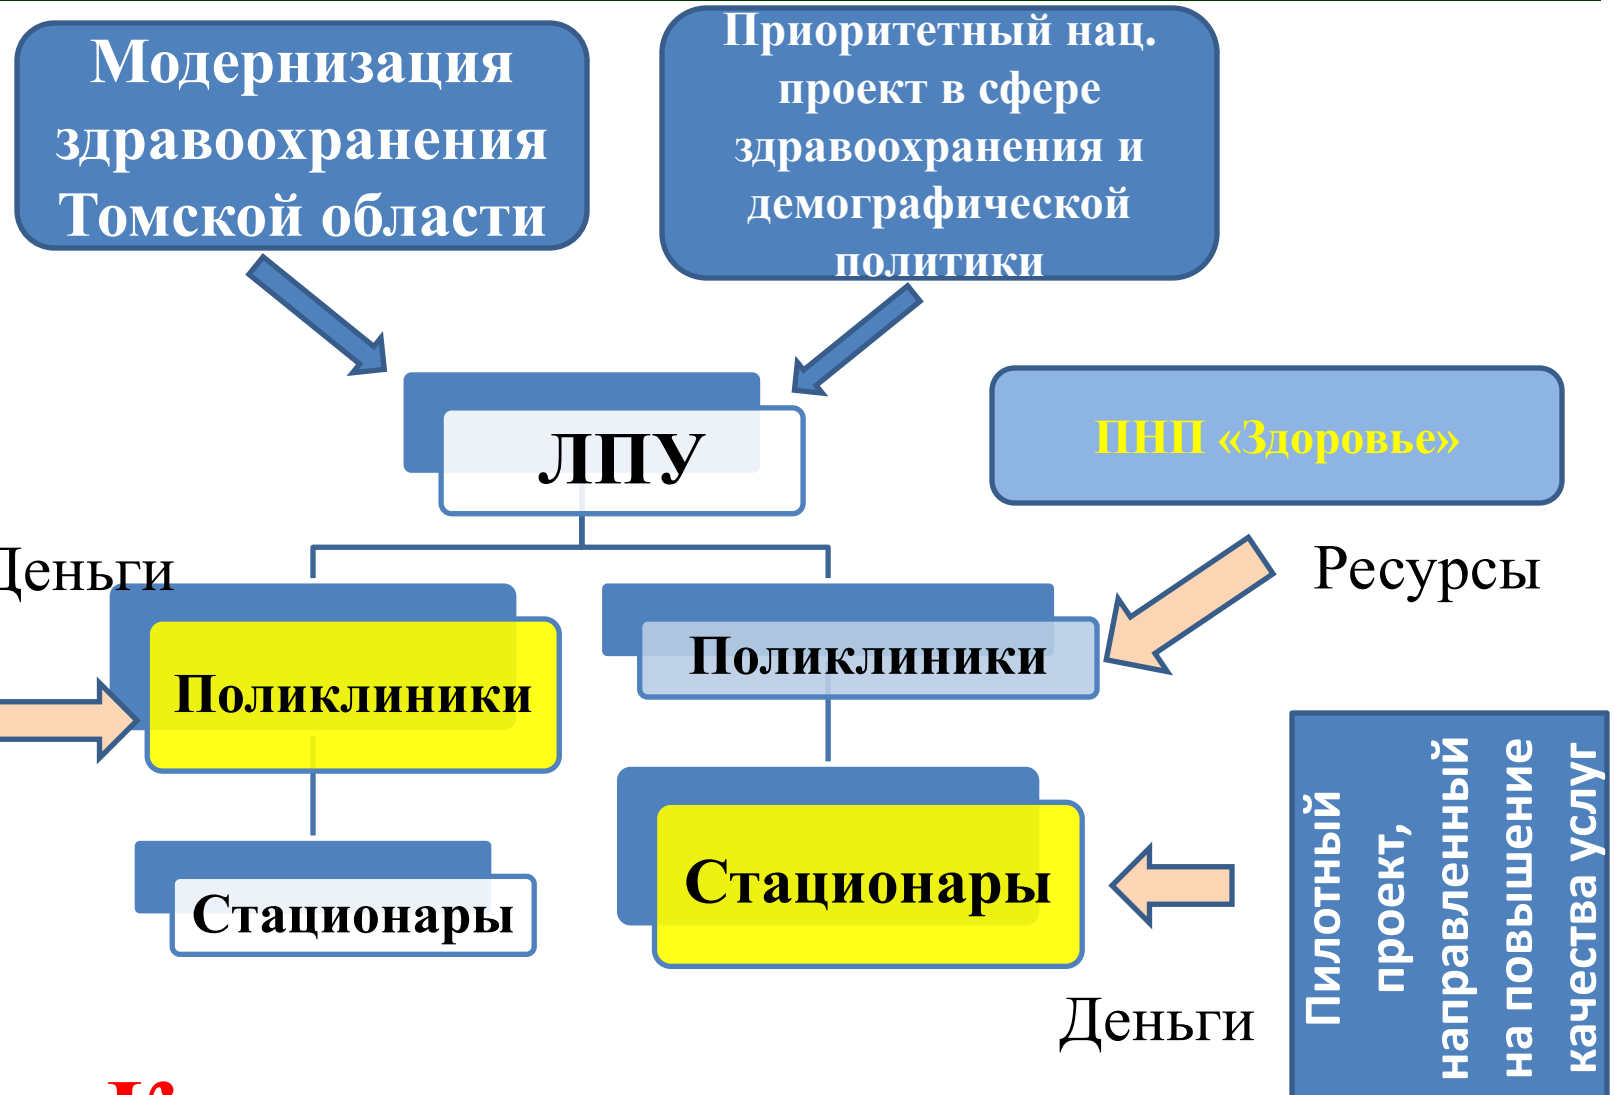 Модернизация
здравоохранения
Томской области
Приоритетный нац.
проект в сфере
здравоохранения и
демографической
политики
ЛПУ
ПНП «Здоровье»
Деньги
Ресурсы
Поликлиники
Поликлиники
Стационары
Стационары
Деньги
Пилотный
проект,
направленный
на повышение
качества услуг